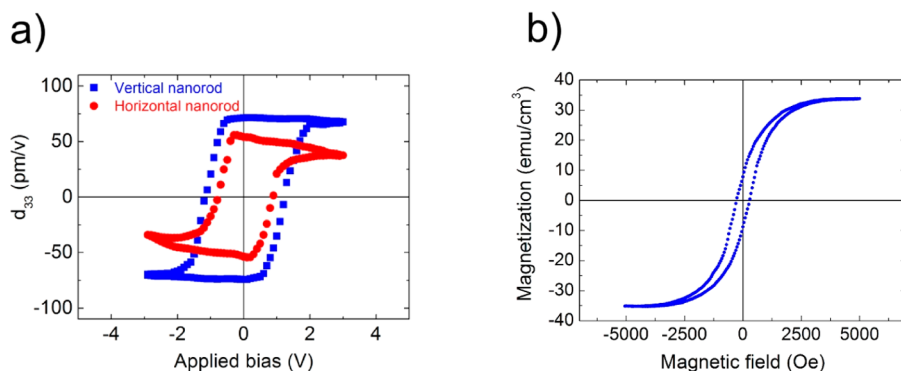 a)
100
50
0
-50
-100
d33 (pm/v)
Vertical nanorod
Horizontal nanorod
-4 -2 0 2 4
Applied bias (V)
b)
40
30
20
10
0
-10
-20
-30
-40
Magnetization (emu/cm³)
-5000 -2500 0 2500 5000
Magnetic field (Oe)